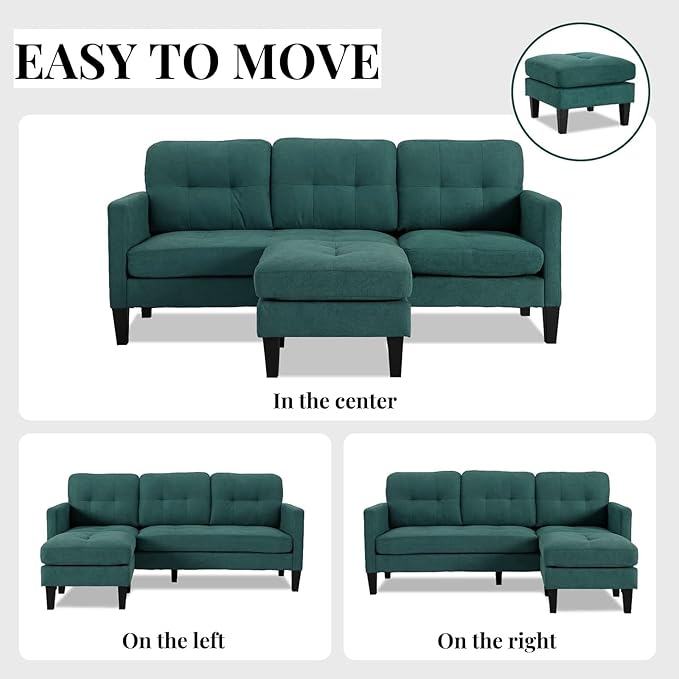 EASY TO MOVE
In the center
On the left
On the right